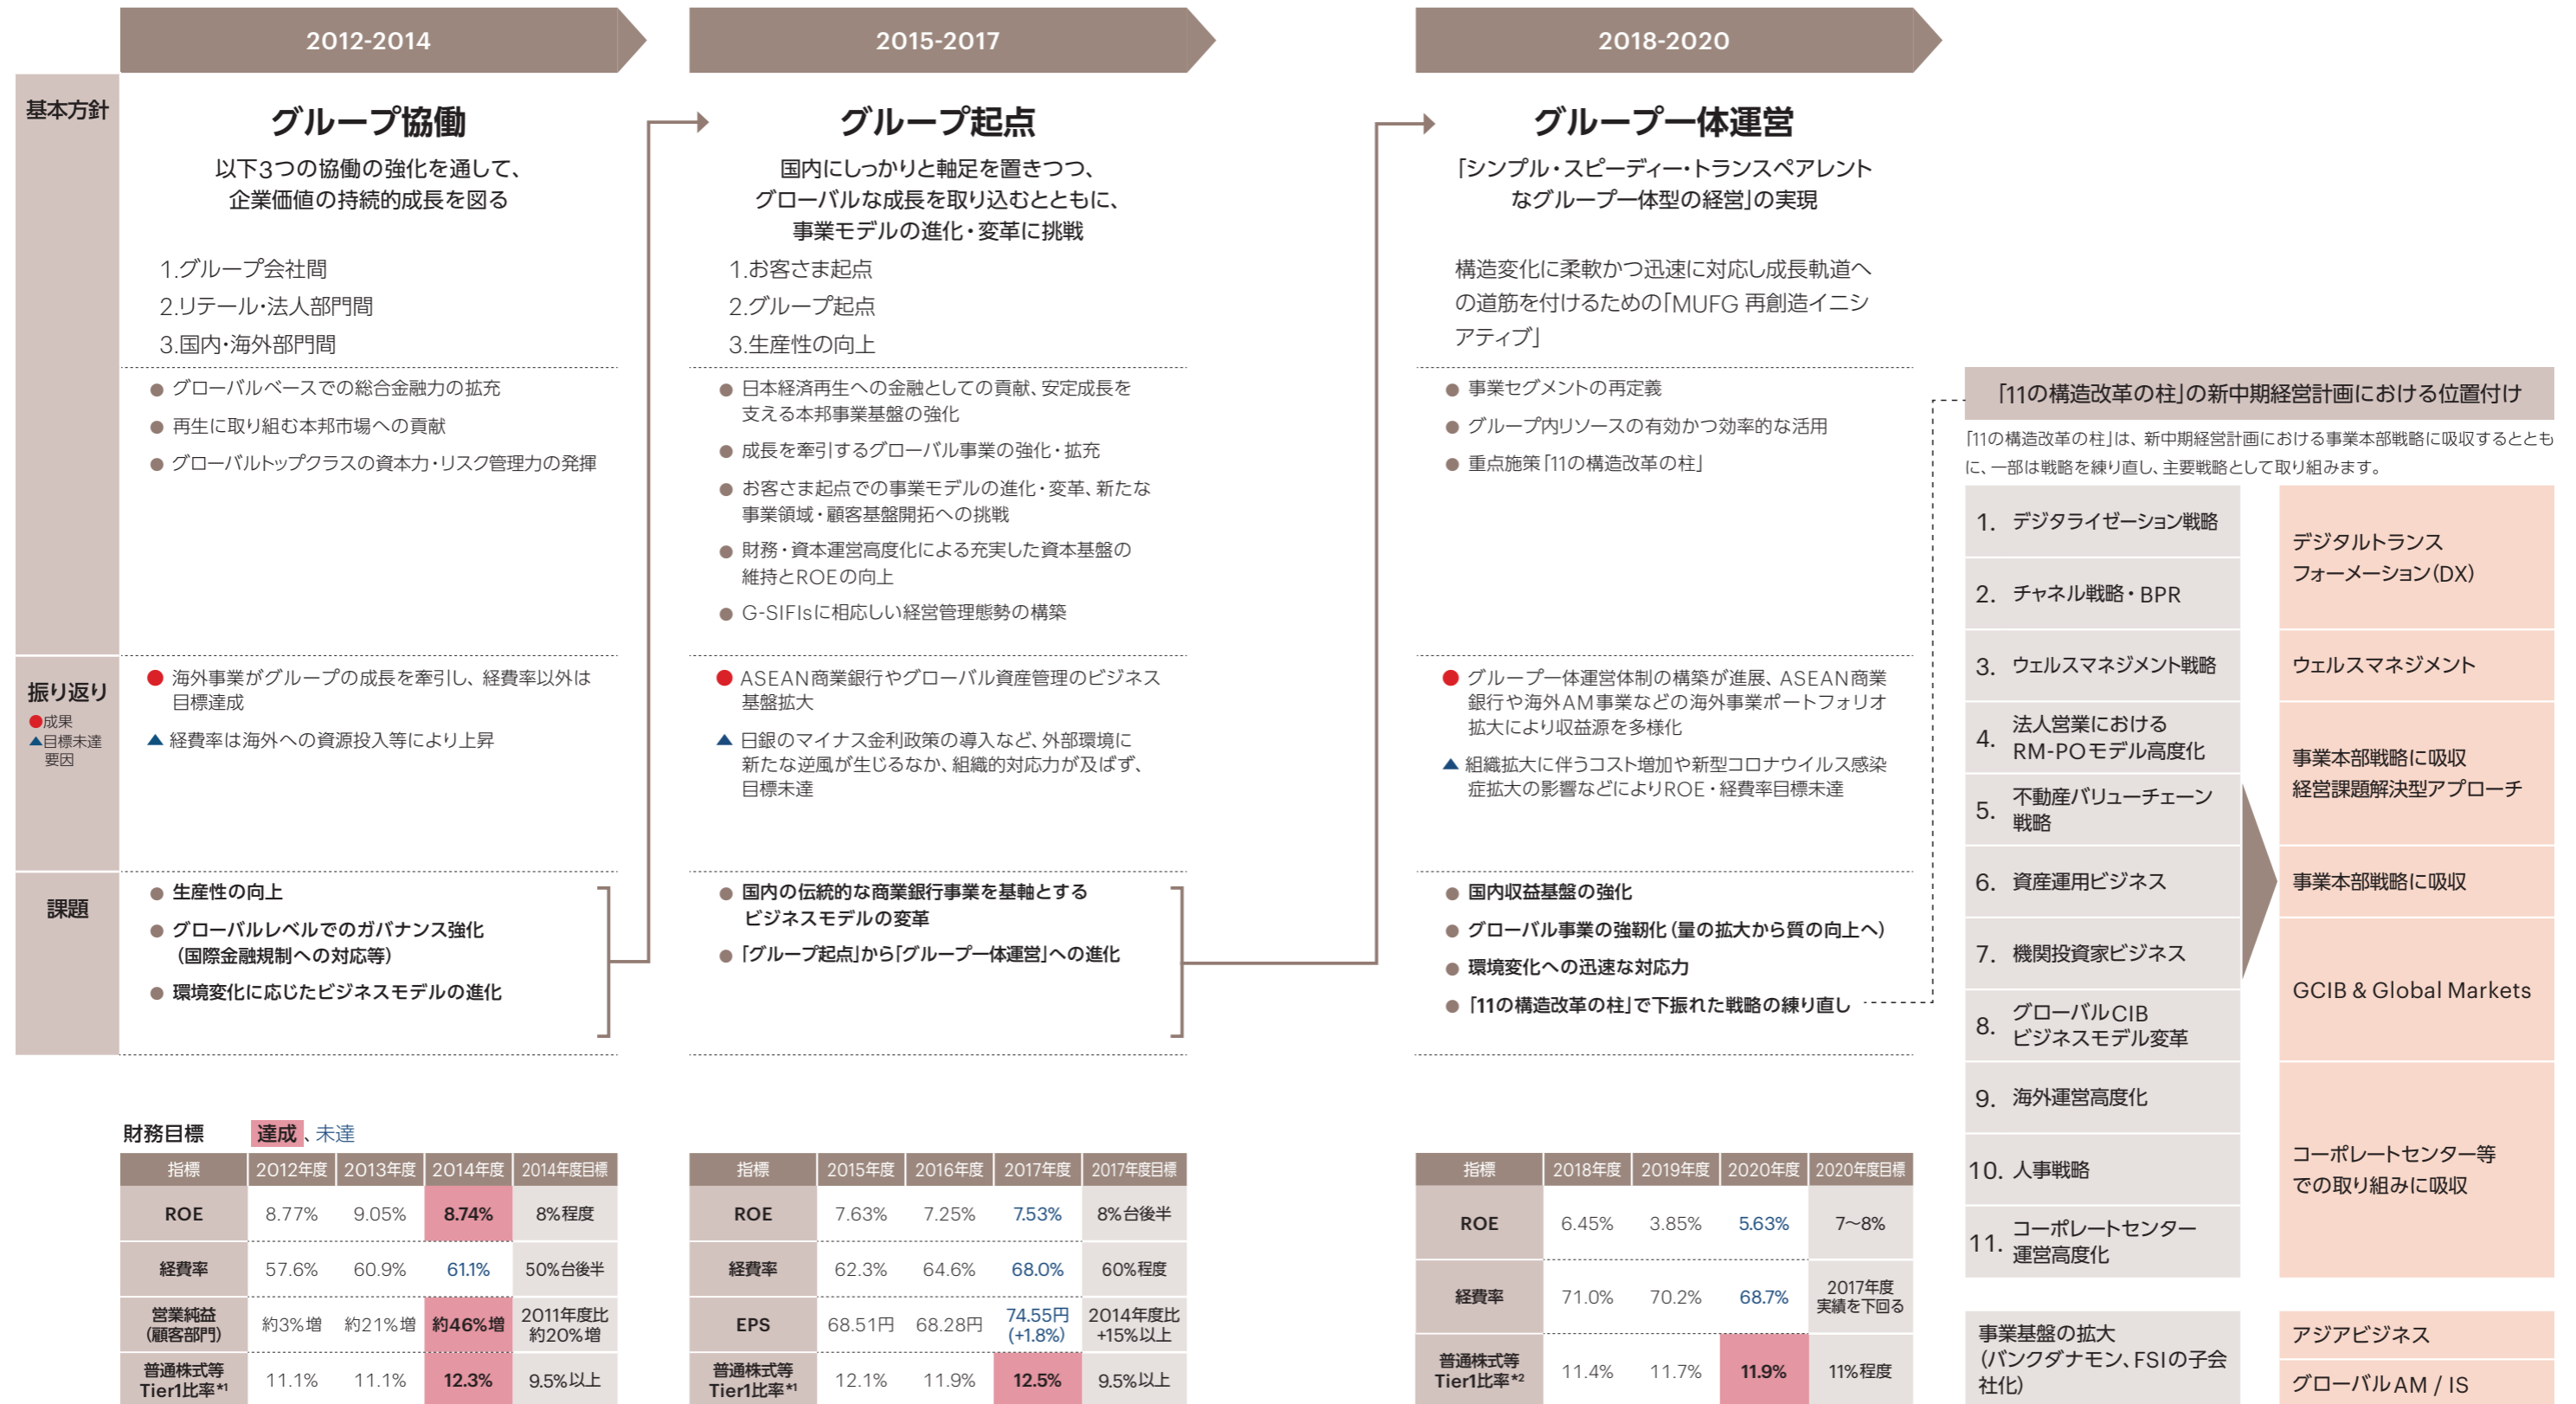 2012-2014
2015-2017
2018-2020
基本方針
グループ協働
以下3つの協働の強化を通して、
企業価値の持続的成長を図る
1.グループ会社間
2.リテール・法人部門間
3.国内・海外部門間
● グローバルベースでの総合金融力の拡充
● 再生に取り組む本邦市場への貢献
● グローバルトップクラスの資本力・リスク管理力の発揮
グループ起点
国内にしっかりと軸足を置きつつ、
グローバルな成長を取り込むとともに、
事業モデルの進化・変革に挑戦
1.お客さま起点
2.グループ起点
3.生産性の向上
● 日本経済再生への金融としての貢献、安定成長を
支える本邦事業基盤の強化
● 成長を牽引するグローバル事業の強化・拡充
● お客さま起点での事業モデルの進化・変革、新たな
事業領域・顧客基盤開拓への挑戦
● 財務・資本運営高度化による充実した資本基盤の
維持とROEの向上
● G-SIFIsに相応しい経営管理態勢の構築
グループ一体運営
「シンプル・スピーディー・トランスペアレント
なグループ一体型の経営」の実現
構造変化に柔軟かつ迅速に対応し成長軌道へ
の道筋を付けるための「MUFG 再創造イニシ
アティブ」
● 事業セグメントの再定義
● グループ内リソースの有効かつ効率的な活用
● 重点施策「11の構造改革の柱」
振り返り
●成果
▲目標未達
要因
● 海外事業がグループの成長を牽引し、経費率以外は
目標達成
▲ 経費率は海外への資源投入等により上昇
● ASEAN商業銀行やグローバル資産管理のビジネス
基盤拡大
▲ 日銀のマイナス金利政策の導入など、外部環境に
新たな逆風が生じるなか、組織的対応力が及ばず、
目標未達
● グループ一体運営体制の構築が進展、ASEAN商業
銀行や海外AM事業などの海外事業ポートフォリオ
拡大により収益源を多様化
▲ 組織拡大に伴うコスト増加や新型コロナウイルス感染
症拡大の影響などによりROE・経費率目標未達
課題
● 生産性の向上
● グローバルレベルでのガバナンス強化
(国際金融規制への対応等)
● 環境変化に応じたビジネスモデルの進化
● 国内の伝統的な商業銀行事業を基軸とする
ビジネスモデルの変革
● 「グループ起点」から「グループ一体運営」への進化
● 国内収益基盤の強化
● グローバル事業の強靭化(量の拡大から質の向上へ)
● 環境変化への迅速な対応力
● 「11の構造改革の柱」で下振れた戦略の練り直し
「11の構造改革の柱」の新中期経営計画における位置付け
「11の構造改革の柱」は、新中期経営計画における事業本部戦略に吸収するととも
に、一部は戦略を練り直し、主要戦略として取り組みます。
1. デジタライゼーション戦略
2. チャネル戦略・BPR
3. ウェルスマネジメント戦略
4. 法人営業における
RM-POモデル高度化
5. 不動産バリューチェーン
戦略
6. 資産運用ビジネス
7. 機関投資家ビジネス
8. グローバルCIB
ビジネスモデル変革
9. 海外運営高度化
10. 人事戦略
11. コーポレートセンター
運営高度化
事業基盤の拡大
(バンクダナモン、FSIの子会
社化)
デジタルトランス
フォーメーション(DX)
ウェルスマネジメント
事業本部戦略に吸収
経営課題解決型アプローチ
事業本部戦略に吸収
GCIB & Global Markets
コーポレートセンター等
での取り組みに吸収
アジアビジネス
グローバルAM / IS
財務目標 達成、未達
指標 2012年度 2013年度 2014年度 2014年度目標
ROE 8.77% 9.05% 8.74% 8%程度
経費率 57.6% 60.9% 61.1% 50%台後半
営業純益
(顧客部門) 約3%増 約21%増 約46%増 2011年度比
約20%増
普通株式等
Tier1比率*1 11.1% 11.1% 12.3% 9.5%以上
指標 2015年度 2016年度 2017年度 2017年度目標
ROE 7.63% 7.25% 7.53% 8%台後半
経費率 62.3% 64.6% 68.0% 60%程度
EPS 68.51円 68.28円 74.55円
(+1.8%) 2014年度比
+15%以上
普通株式等
Tier1比率*1 12.1% 11.9% 12.5% 9.5%以上
指標 2018年度 2019年度 2020年度 2020年度目標
ROE 6.45% 3.85% 5.63% 7〜8%
経費率 71.0% 70.2% 68.7% 2017年度
実績を下回る
普通株式等
Tier1比率*2 11.4% 11.7% 11.9% 11%程度